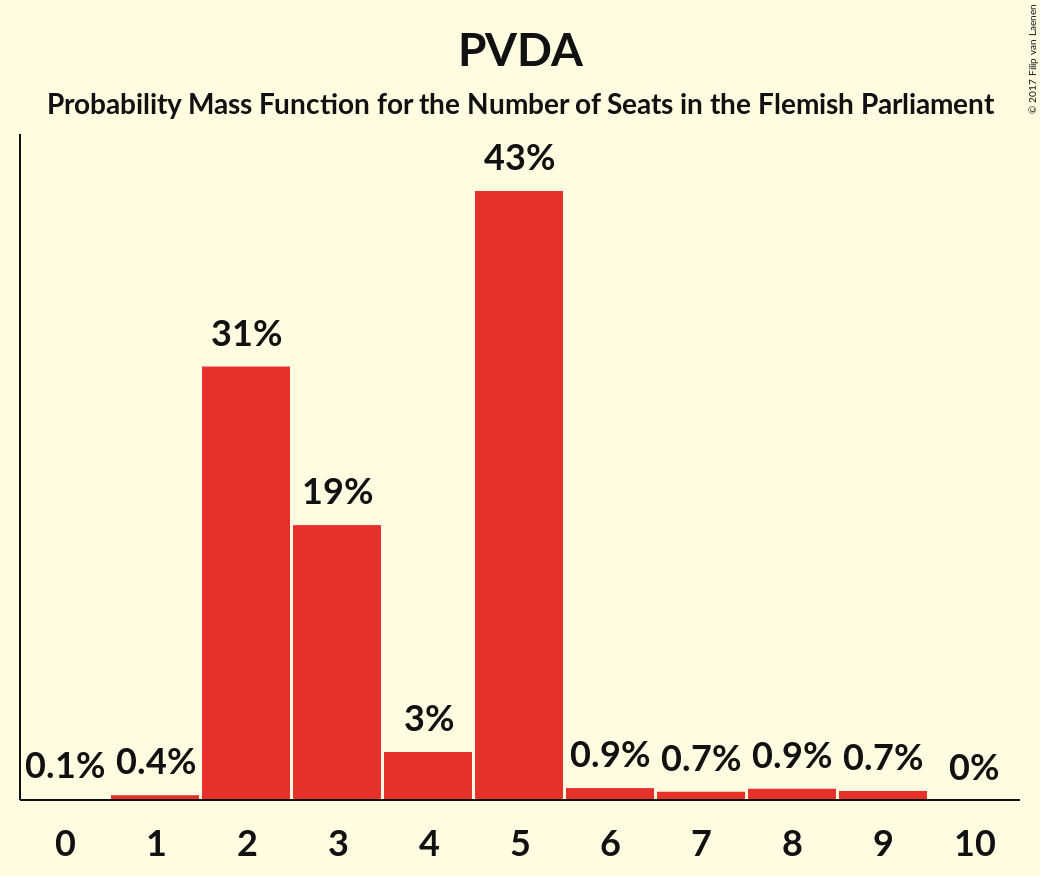 PVDA
Probability Mass Function for the Number of Seats in the Flemish Parliament
© 2017 Filip van Laenen
43%
31%
19%
3%
0.1% 0.4% 0.9% 0.7% 0.9% 0.7% 0%
0 1 2 3 4 5 6 7 8 9 10